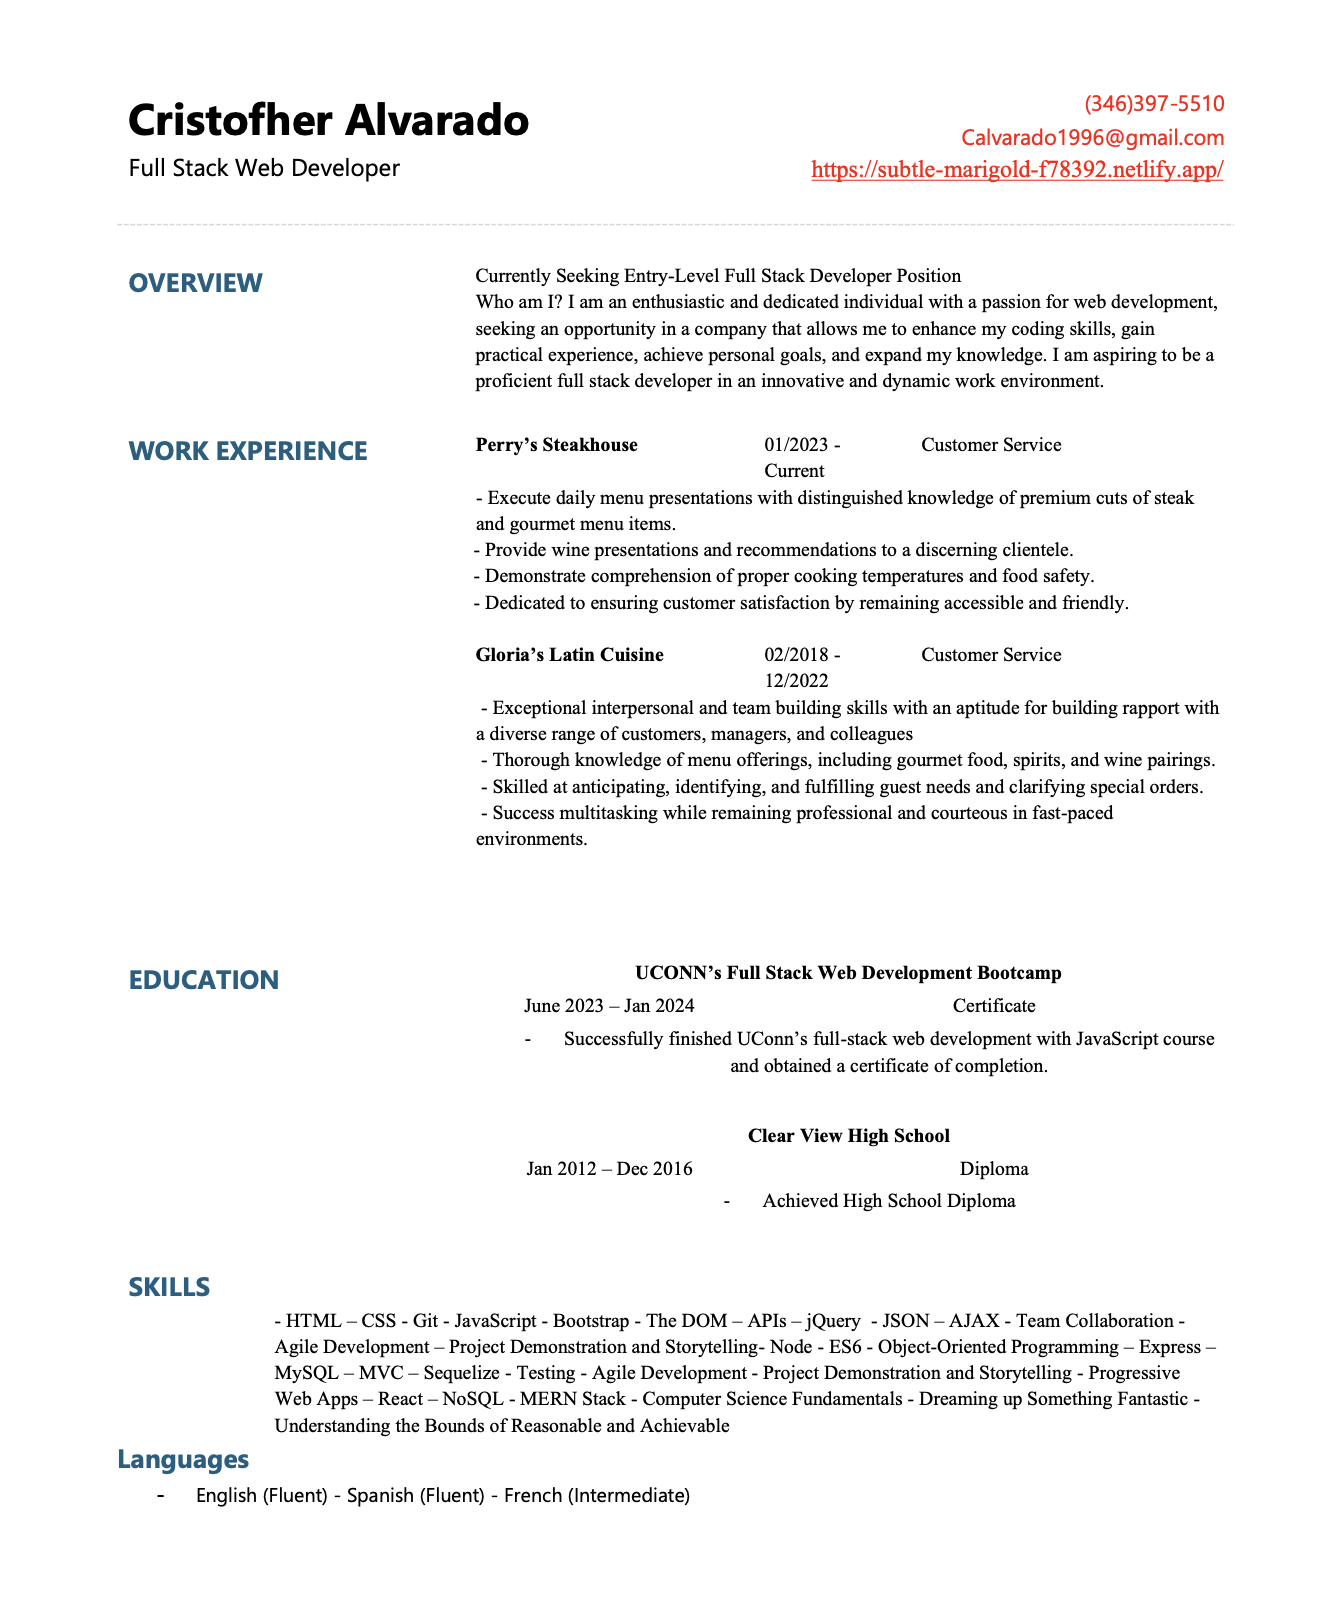 Cristofher Alvarado
Full Stack Web Developer
(346)397-5510
Calvarado1996@gmail.com
https://subtle-marigold-f78392.netlify.app/
OVERVIEW
Currently Seeking Entry-Level Full Stack Developer Position
Who am I? I am an enthusiastic and dedicated individual with a passion for web development,
seeking an opportunity in a company that allows me to enhance my coding skills, gain
practical experience, achieve personal goals, and expand my knowledge. I am aspiring to be a
proficient full stack developer in an innovative and dynamic work environment.
WORK EXPERIENCE
Perry’s Steakhouse 01/2023 - Customer Service
Current
- Execute daily menu presentations with distinguished knowledge of premium cuts of steak
and gourmet menu items.
- Provide wine presentations and recommendations to a discerning clientele.
- Demonstrate comprehension of proper cooking temperatures and food safety.
- Dedicated to ensuring customer satisfaction by remaining accessible and friendly.
Gloria’s Latin Cuisine 02/2018 - Customer Service
12/2022
- Exceptional interpersonal and team building skills with an aptitude for building rapport with
a diverse range of customers, managers, and colleagues
- Thorough knowledge of menu offerings, including gourmet food, spirits, and wine pairings.
- Skilled at anticipating, identifying, and fulfilling guest needs and clarifying special orders.
- Success multitasking while remaining professional and courteous in fast-paced
environments.
EDUCATION
UCONN’s Full Stack Web Development Bootcamp
June 2023 – Jan 2024 Certificate
- Successfully finished UConn’s full-stack web development with JavaScript course
and obtained a certificate of completion.
Clear View High School
Jan 2012 – Dec 2016 Diploma
- Achieved High School Diploma
SKILLS
- HTML – CSS - Git - JavaScript - Bootstrap - The DOM – APIs – jQuery - JSON – AJAX - Team Collaboration -
Agile Development – Project Demonstration and Storytelling- Node - ES6 - Object-Oriented Programming – Express –
MySQL – MVC – Sequelize - Testing - Agile Development - Project Demonstration and Storytelling - Progressive
Web Apps – React – NoSQL - MERN Stack - Computer Science Fundamentals - Dreaming up Something Fantastic -
Understanding the Bounds of Reasonable and Achievable
Languages
- English (Fluent) - Spanish (Fluent) - French (Intermediate)